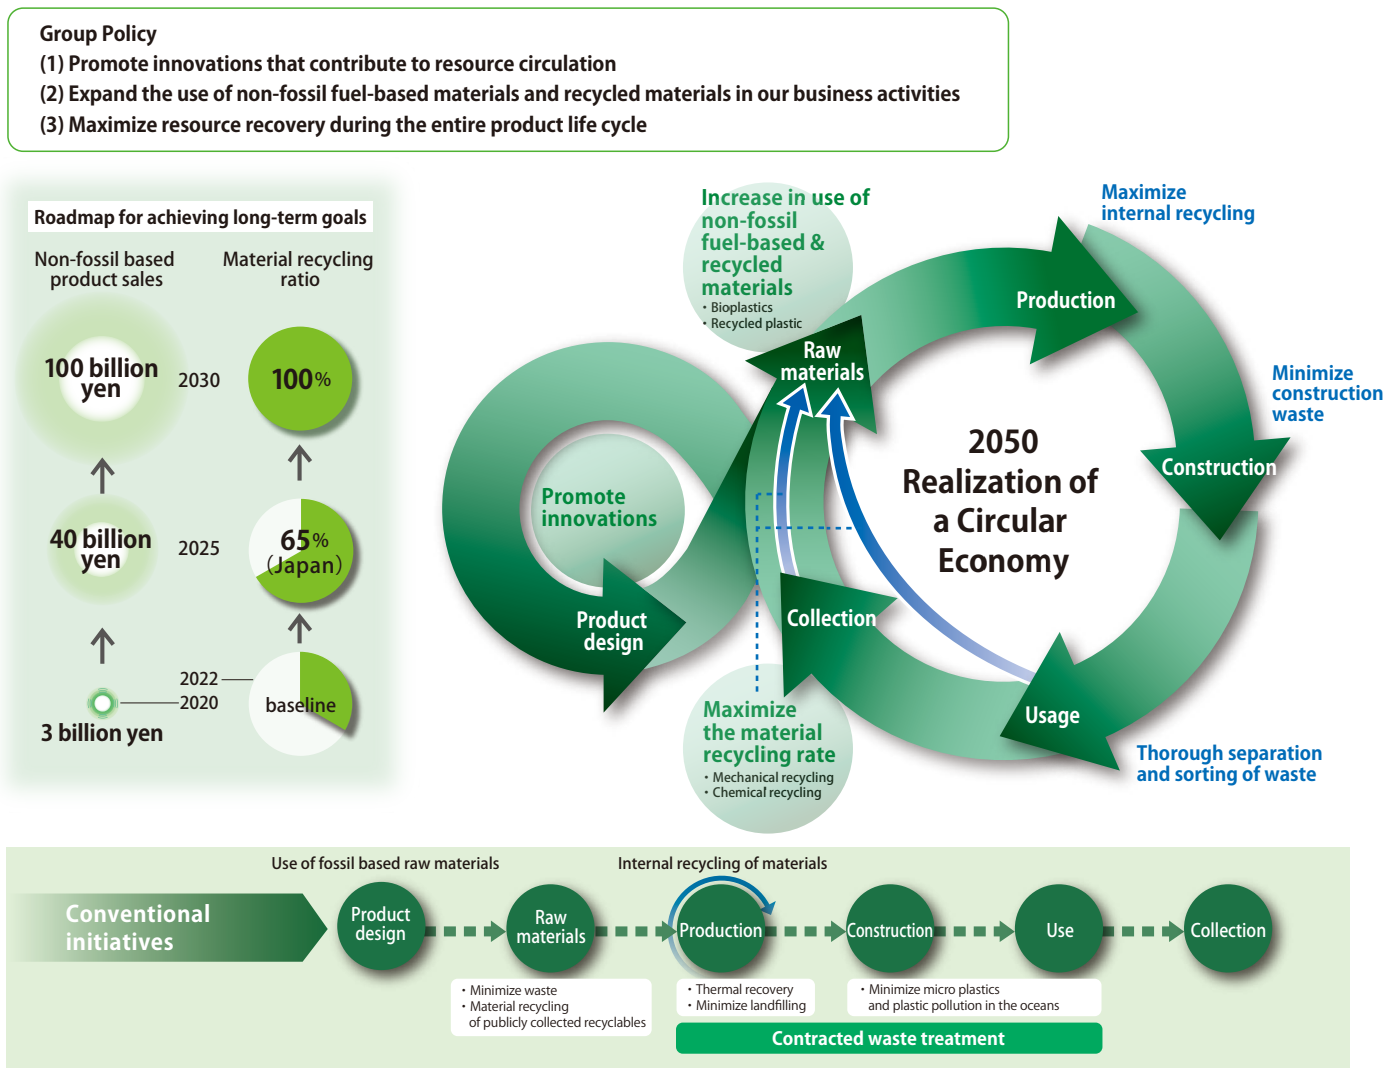 Group Policy
(1) Promote innovations that contribute to resource circulation
(2) Expand the use of non-fossil fuel-based materials and recycled materials in our business activities
(3) Maximize resource recovery during the entire product life cycle
Roadmap for achieving long-term goals
Non-fossil based
product sales
Material recycling
ratio
100 billion
yen
2030
100%
40 billion
yen
2025
65%
(Japan)
2022
2020
baseline
3 billion yen
Increase in use of
non-fossil
fuel-based &
recycled
materials
・Bioplastics
・Recycled plastic
Maximize
internal recycling
Production
Raw
materials
Minimize
construction
waste
Construction
2050
Realization of
a Circular
Economy
Promote
innovations
Product
design
Collection
Usage
Maximize
the material
recycling rate
・Mechanical recycling
・Chemical recycling
Thorough separation
and sorting of waste
Use of fossil based raw materials
Internal recycling of materials
Conventional
initiatives
Product
design
Raw
materials
Production
Construction
Use
Collection
・Minimize waste
・Material recycling
of publicly collected recyclables
・Thermal recovery
・Minimize landfilling
・Minimize micro plastics
and plastic pollution in the oceans
Contracted waste treatment